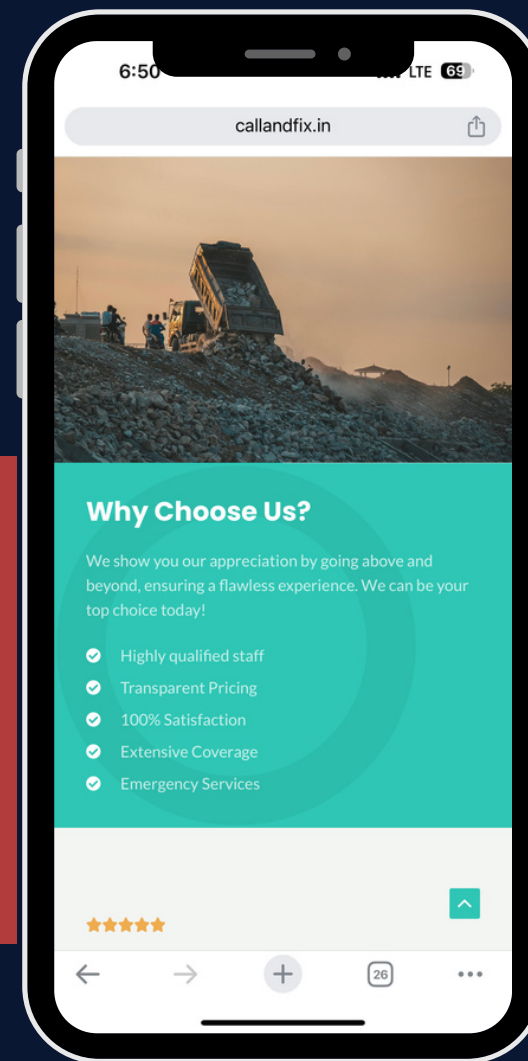 6:50
LTE 69
callandfix.in
Why Choose Us?
We show you our appreciation by going above and
beyond, ensuring a flawless experience. We can be your
top choice today!
Highly qualified staff
Transparent Pricing
100% Satisfaction
Extensive Coverage
Emergency Services
26